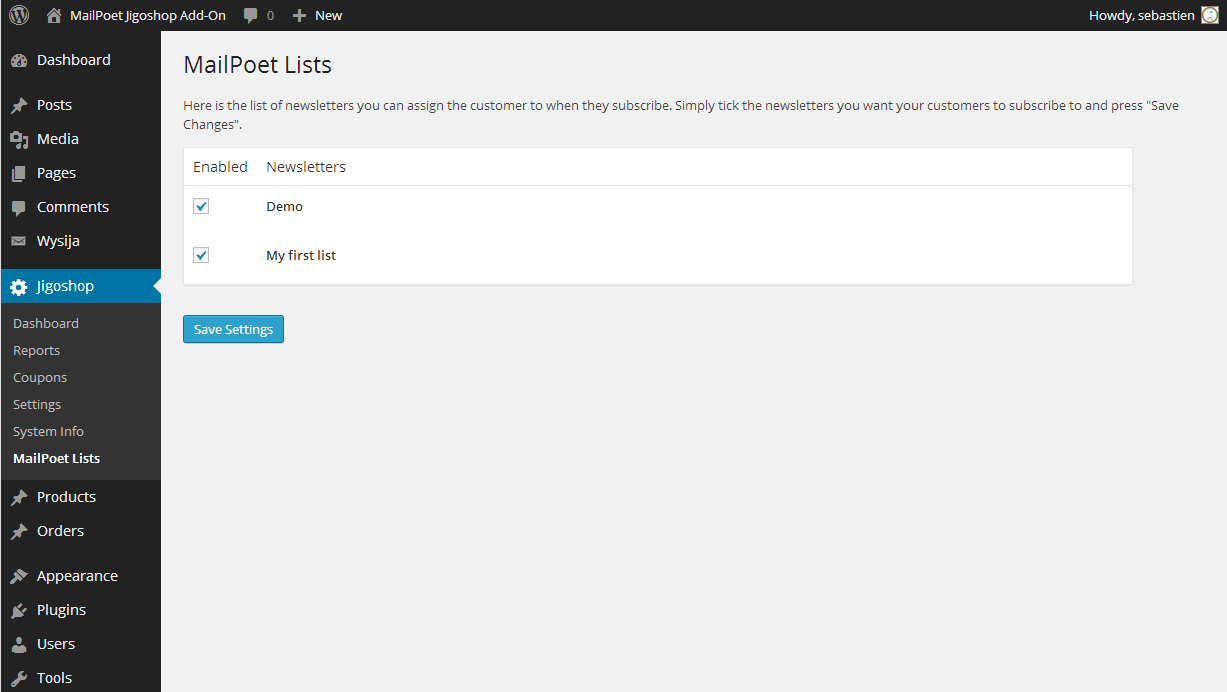 MailPoet Jigoshop Add-On 0 New Howdy, sebastien
Dashboard
Posts
Media
Pages
Comments
Wysija
Jigoshop
Dashboard
Reports
Coupons
Settings
System Info
MailPoet Lists
Products
Orders
Appearance
Plugins
Users
Tools
MailPoet Lists
Here is the list of newsletters you can assign the customer to when they subscribe. Simply tick the newsletters you want your customers to subscribe to and press "Save
Changes".
Enabled Newsletters
Demo
My first list
Save Settings